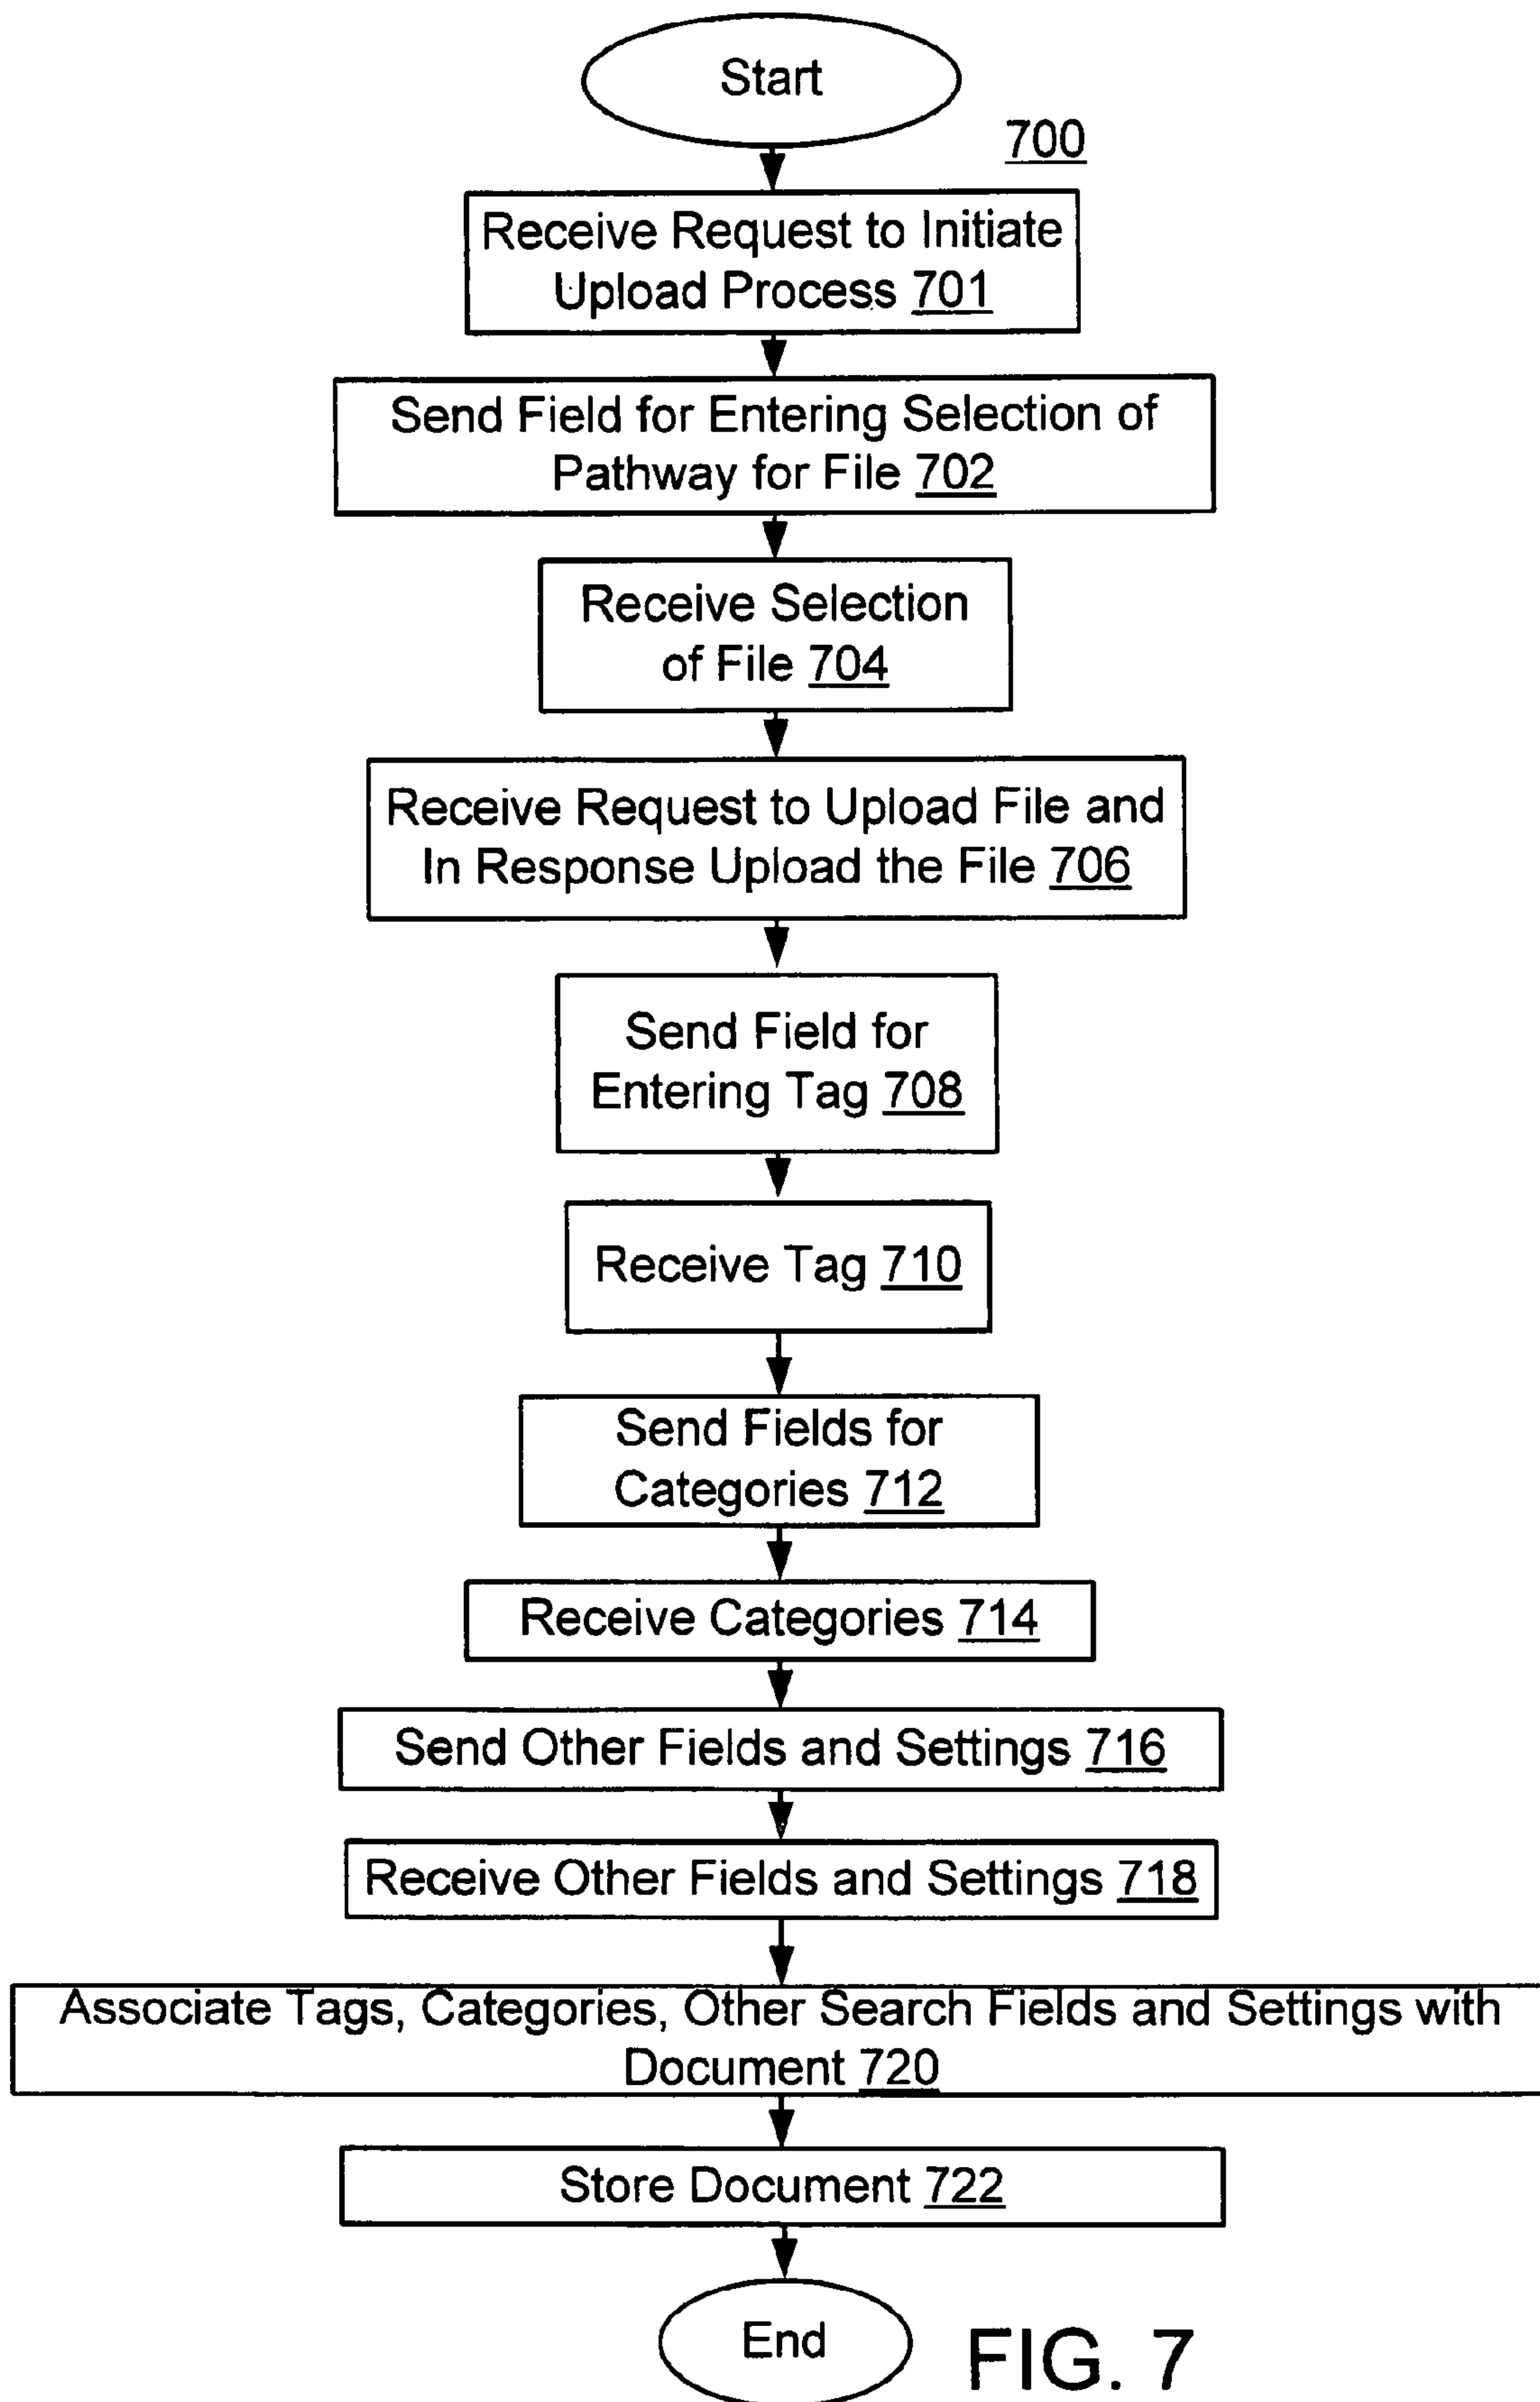 Start
700
Receive Request to Initiate
Upload Process 701
Send Field for Entering Selection of
Pathway for File 702
Receive Selection
of File 704
Receive Request to Upload File and
In Response Upload the File 706
Send Field for
Entering Tag 708
Receive Tag 710
Send Fields for
Categories 712
Receive Categories 714
Send Other Fields and Settings 716
Receive Other Fields and Settings 718
Associate Tags, Categories, Other Search Fields and Settings with
Document 720
Store Document 722
End
FIG. 7